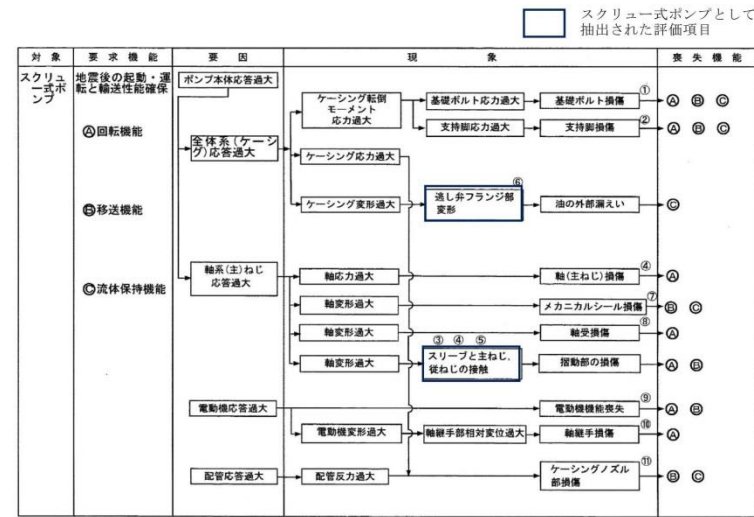 スクリュー式ポンプとして
抽出された評価項目
対象
要求機能
要因
現象
喪失機能
スクリュ
ー式ポ
ンプ
地震後の起動・運
転と輸送性能確保
Ⓐ回転機能
Ⓑ移送機能
Ⓒ流体保持機能
ポンプ本体応答過大
全体系(ケーシン
グ)応答過大
ケーシング転倒
モーメント
応力過大
基礎ボルト応力過大
①
基礎ボルト損傷
Ⓐ Ⓑ Ⓒ
支持脚応力過大
②
支持脚損傷
Ⓐ Ⓑ Ⓒ
ケーシング応力過大
ケーシング変形過大
⑥
逃し弁フランジ部
変形
油の外部漏えい
Ⓒ
軸系(主)ねじ
応答過大
軸応力過大
④
軸(主ねじ)損傷
Ⓐ
軸変形過大
⑦
メカニカルシール損傷
Ⓑ Ⓒ
軸変形過大
⑧
軸受損傷
Ⓐ
軸変形過大
③ ④ ⑤
スリーブと主ねじ,
従ねじの接触
摺動部の損傷
Ⓐ Ⓑ
電動機応答過大
⑨
電動機機能喪失
Ⓐ Ⓑ
電動機変形過大
軸継手部相対変位過大
⑩
軸継手損傷
Ⓐ
配管応答過大
配管反力過大
⑪
ケーシングノズル
部損傷
Ⓑ Ⓒ